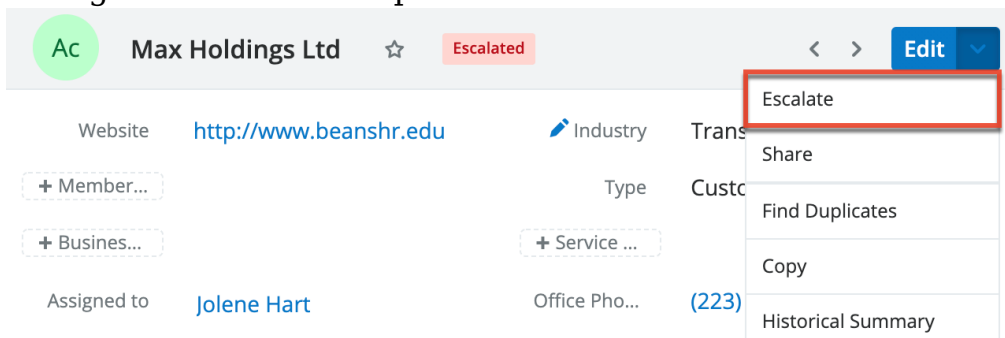 Ac Max Holdings Ltd Escalated < > Edit
Escalate
Website http://www.beanshr.edu Industry Trans
Share
+ Member... Type Custo
Find Duplicates
+ Busines... + Service ...
Copy
Assigned to Jolene Hart Office Pho... (223)
Historical Summary